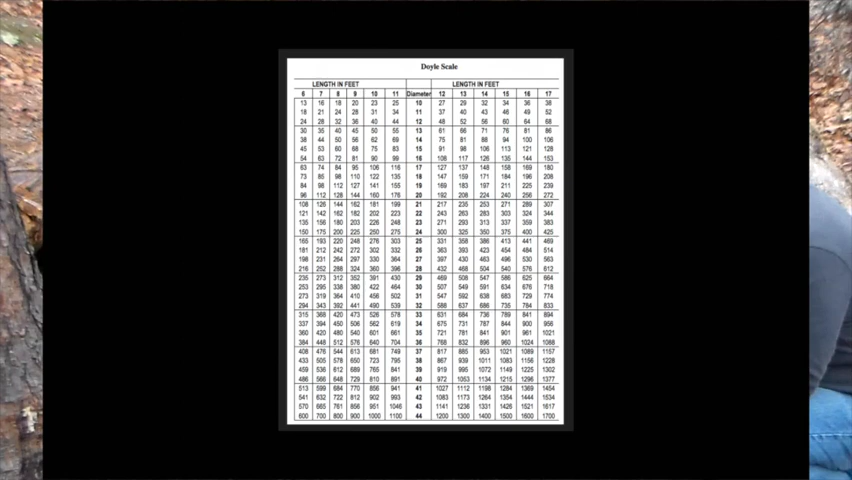 Doyle Scale
LENGTH IN FEET LENGTH IN FEET
6 7 8 9 10 11 Diameter 12 13 14 15 16 17
13 16 18 20 23 25 10 27 29 32 34 36 38
18 21 24 28 31 34 11 37 40 43 46 49 52
24 28 32 36 40 44 12 48 52 56 60 64 68
30 35 40 45 50 55 13 61 66 71 76 81 86
38 44 50 56 62 69 14 75 81 88 94 100 106
45 53 60 68 75 83 15 91 98 106 113 121 128
54 63 72 81 90 99 16 108 117 126 135 144 153
63 74 84 95 106 116 17 127 137 148 158 169 180
73 85 98 110 122 135 18 147 159 171 184 196 208
84 98 112 127 141 155 19 169 183 197 211 225 239
96 112 128 144 160 176 20 192 208 224 240 256 272
108 126 144 162 181 199 21 217 235 253 271 289 307
121 142 162 182 202 223 22 243 263 283 303 324 344
135 156 180 203 226 248 23 271 293 313 337 359 383
150 175 200 225 250 275 24 300 325 350 375 400 425
165 193 220 248 276 303 25 331 358 386 413 441 469
181 212 242 272 302 332 26 363 393 423 454 484 514
198 231 264 297 330 364 27 397 430 463 496 530 563
216 252 288 324 360 396 28 432 468 504 540 576 612
235 273 312 352 391 430 29 469 508 547 586 625 664
253 295 338 380 422 464 30 507 549 591 634 676 718
273 319 364 410 456 502 31 547 592 638 683 729 774
294 343 392 441 490 539 32 588 637 686 735 784 833
315 368 420 473 526 578 33 631 684 736 789 841 894
337 394 450 506 562 619 34 675 731 787 844 900 956
360 420 480 540 601 661 35 721 781 841 901 961 1021
384 448 512 576 640 704 36 768 832 896 960 1024 1088
408 476 544 613 681 749 37 817 885 953 1021 1089 1157
433 505 578 650 723 795 38 867 939 1011 1083 1156 1228
459 536 612 689 765 841 39 919 995 1072 1149 1225 1302
486 566 648 729 810 891 40 972 1053 1134 1215 1296 1377
513 599 684 770 856 941 41 1027 1112 1198 1284 1369 1454
541 632 722 812 902 993 42 1083 1173 1264 1354 1444 1534
570 665 761 856 951 1046 43 1141 1236 1331 1426 1521 1617
600 700 800 900 1000 1100 44 1200 1300 1400 1500 1600 1700